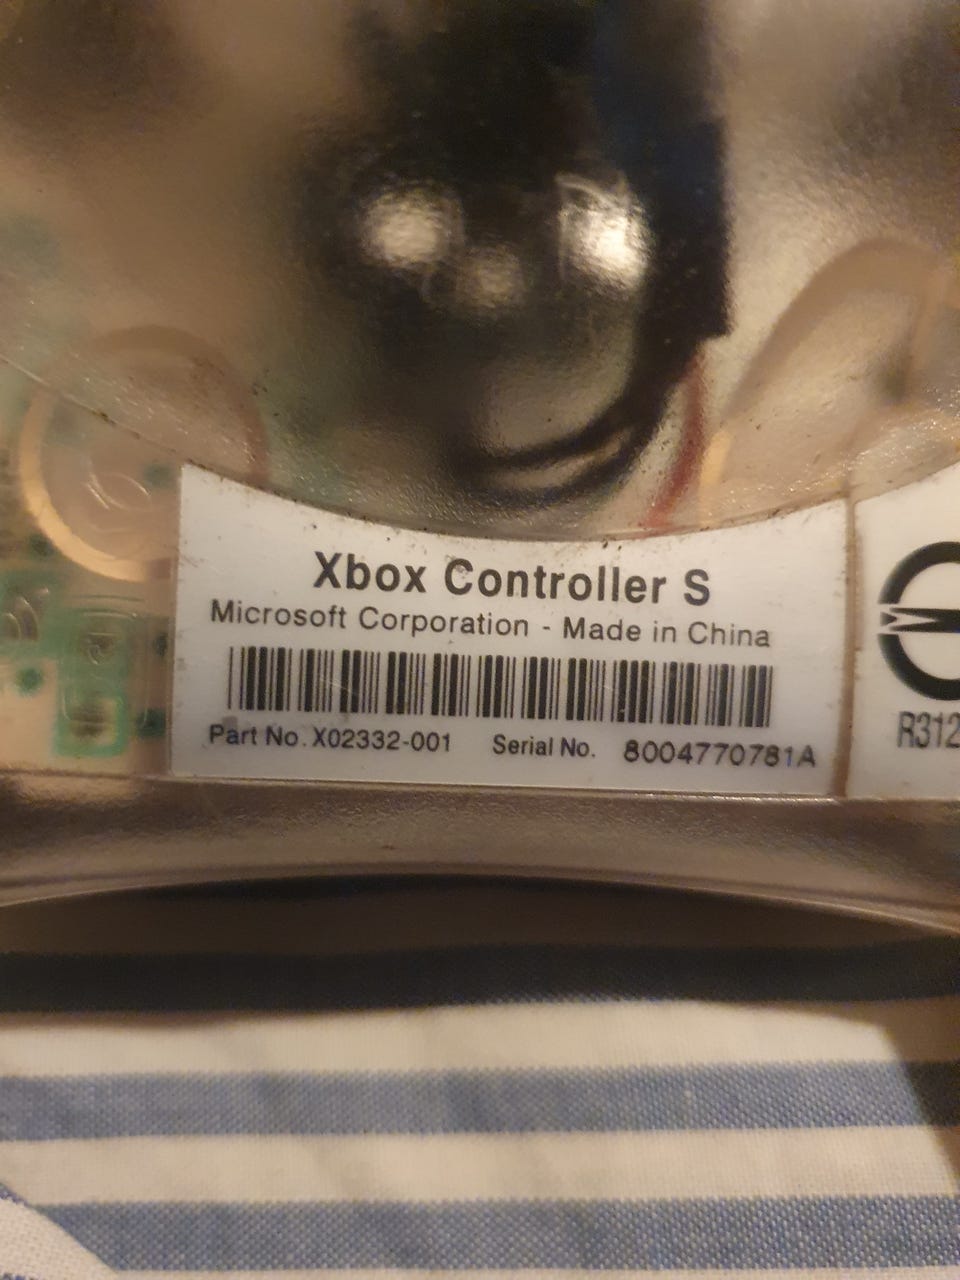 Xbox Controller S
Microsoft Corporation - Made in China
Part No. X02332-001 Serial No. 8004770781A
R312